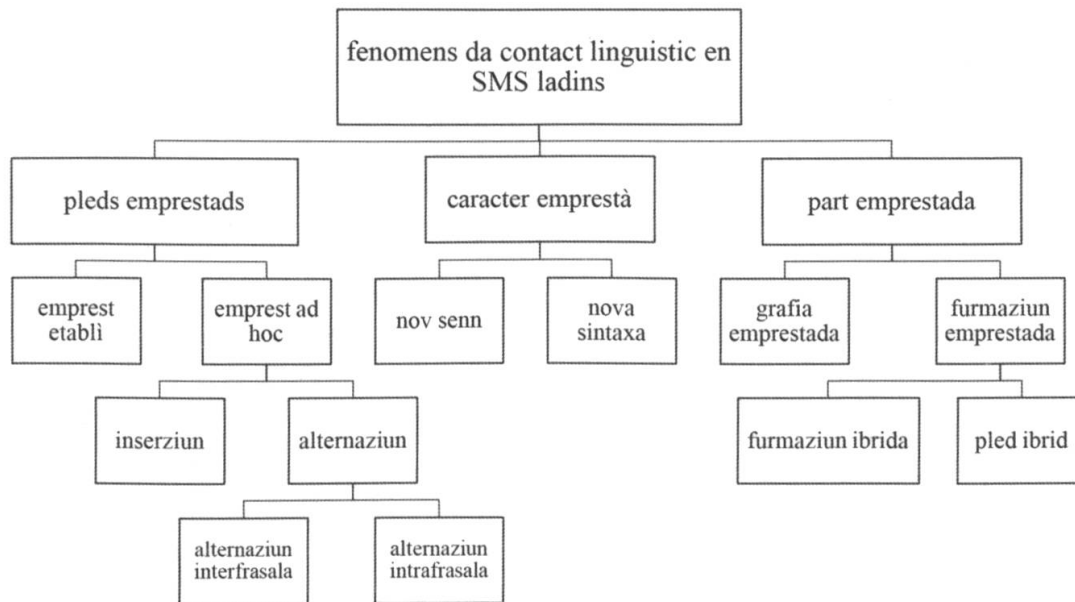 fenomens da contact linguistic en
SMS ladins
pleds emprestads
caracter emprestà
part emprestada
emprest
etablì
emprest ad
hoc
nov senn
nova
sintaxa
grafia
emprestada
furmaziun
emprestada
inserziun
alternaziun
furmaziun ibrida
pled ibrid
alternaziun
interfrasala
alternaziun
intrafrasala